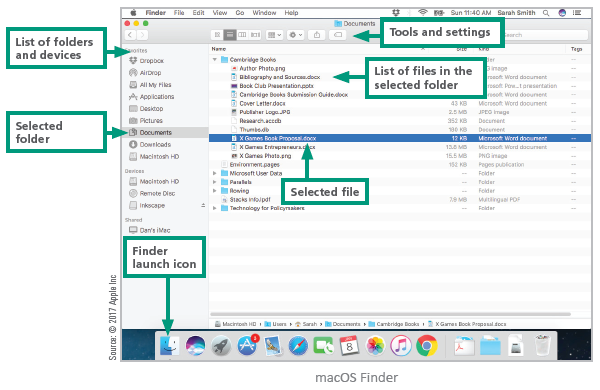 Finder File Edit View Go Window Help
Sun 11:40 AM Sarah Smith
Documents
Search
Tools and settings
List of folders
and devices
List of files in the
selected folder
Selected
folder
Selected file
Finder
launch icon
Favorites
Dropbox
AirDrop
All My Files
Applications
Desktop
Pictures
Documents
Downloads
Macintosh HD
Devices
Macintosh HD
Remote Disc
Inkscape
Shared
Dan's iMac
Name Size Kind Tags
Cambridge Books -- Folder
Author Photo.png PNG image
Bibliography and Sources.docx Microsoft Word document
Book Club Presentation.pptx Microsoft Pow...t presentation
Cambridge Books Submission Guide.docx Microsoft Word document
Cover Letter.docx 43 KB Microsoft Word document
Publisher Logo.JPG 2.5 MB JPEG image
Research.accdb 352 KB Document
Thumbs.db 190 KB Document
X Games Book Proposal.docx 12 KB Microsoft Word document
X Games Entrepreneurs.docx 13.8 MB Microsoft Word document
X Games Photo.png 15.5 MB PNG image
Environment.pages 162 KB Pages publication
Microsoft User Data -- Folder
Parallels -- Folder
Rowing -- Folder
Stacks Info.pdf 7.9 MB Multilingual PDF
Technology for Policymakers -- Folder
Macintosh HD Users Sarah Documents Cambridge Books X Games Book Proposal.docx
8
Source: © 2017 Apple Inc
macOS Finder